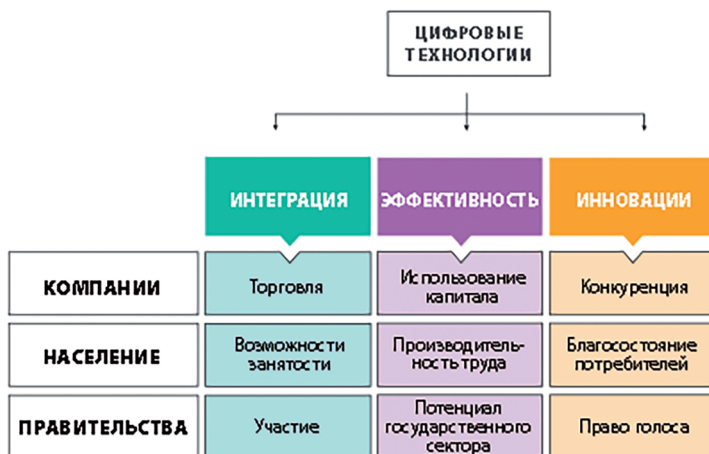 ЦИФРОВЫЕ
ТЕХНОЛОГИИ
ИНТЕГРАЦИЯ
ЭФФЕКТИВНОСТЬ
ИННОВАЦИИ
КОМПАНИИ
Торговля
Использование
капитала
Конкуренция
НАСЕЛЕНИЕ
Возможности
занятости
Производитель-
ность труда
Благосостояние
потребителей
ПРАВИТЕЛЬСТВА
Участие
Потенциал
государственного
сектора
Право голоса